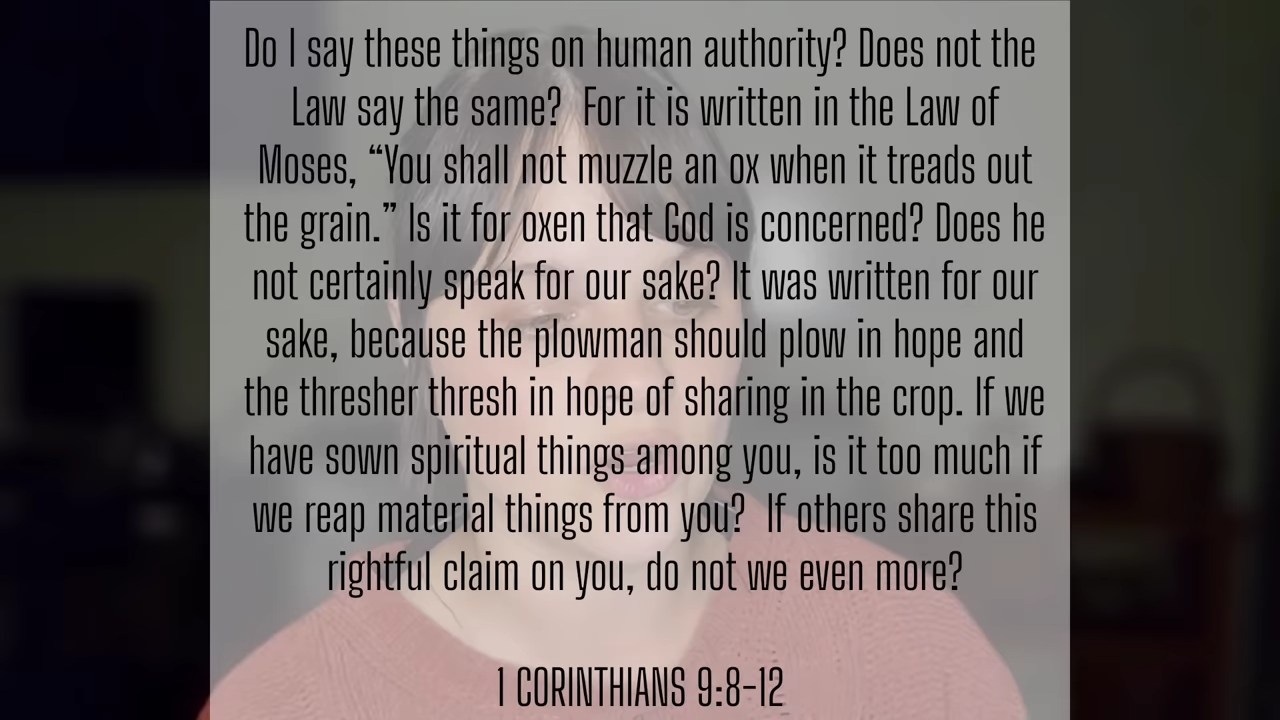 Do I say these things on human authority? Does not the
Law say the same?  For it is written in the Law of
Moses, “You shall not muzzle an ox when it treads out
the grain.” Is it for oxen that God is concerned? Does he
not certainly speak for our sake? It was written for our
sake, because the plowman should plow in hope and
the thresher thresh in hope of sharing in the crop. If we
have sown spiritual things among you, is it too much if
we reap material things from you?  If others share this
rightful claim on you, do not we even more?
1 CORINTHIANS 9:8-12